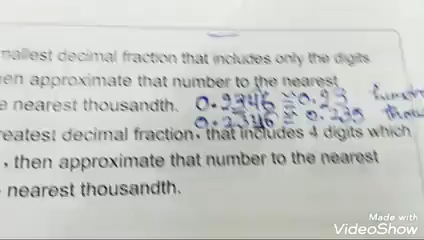 mallest decimal fraction that includes only the digits
en approximate that number to the nearest
e nearest thousandth. 0.2346 ≅ 0.23
0.2346 ≅ 0.235
reatest decimal fraction, that includes 4 digits which
, then approximate that number to the nearest
nearest thousandth.
Made with
VideoShow